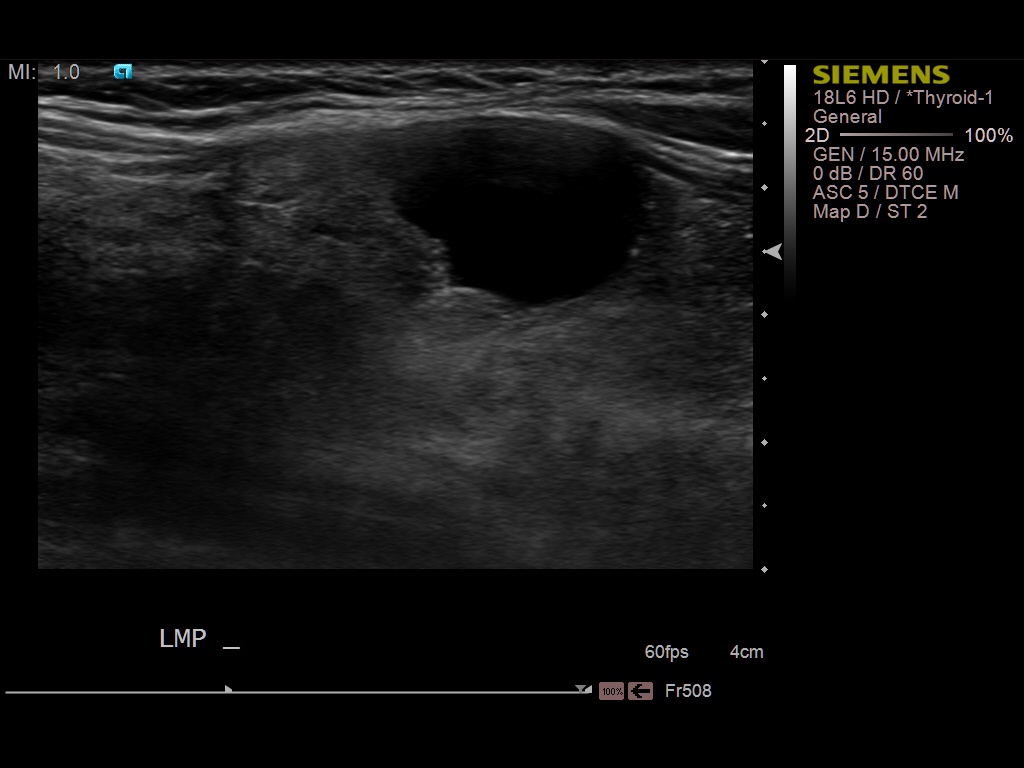 MI: 1.0
SIEMENS
18L6 HD / *Thyroid-1
General
2D 100%
GEN / 15.00 MHz
0 dB / DR 60
ASC 5 / DTCE M
Map D / ST 2
LMP _
60fps 4cm
100% Fr508